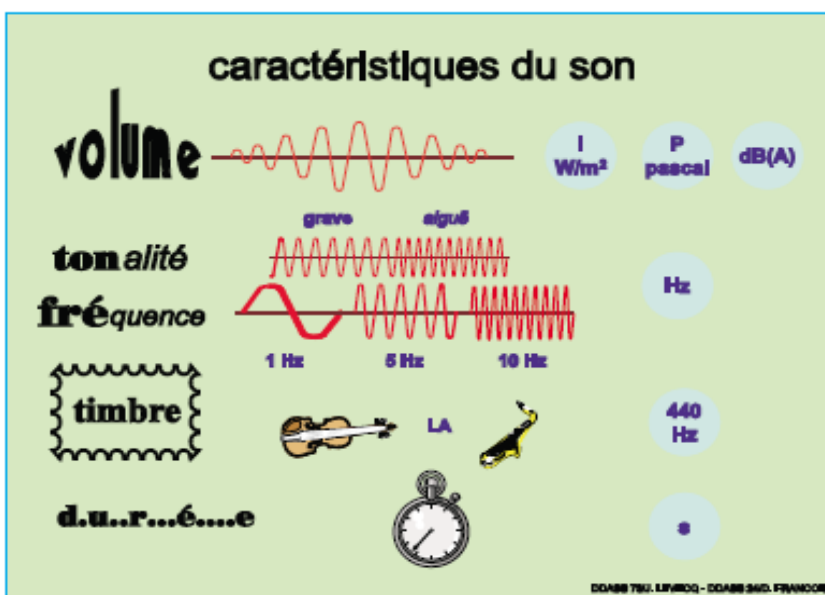 caractéristiques du son
volume
I
W/m²
P
pascal
dB(A)
grave aiguë
tonalité
fréquence
Hz
1 Hz 5 Hz 10 Hz
timbre
LA
440
Hz
d.u..r...é....e
s